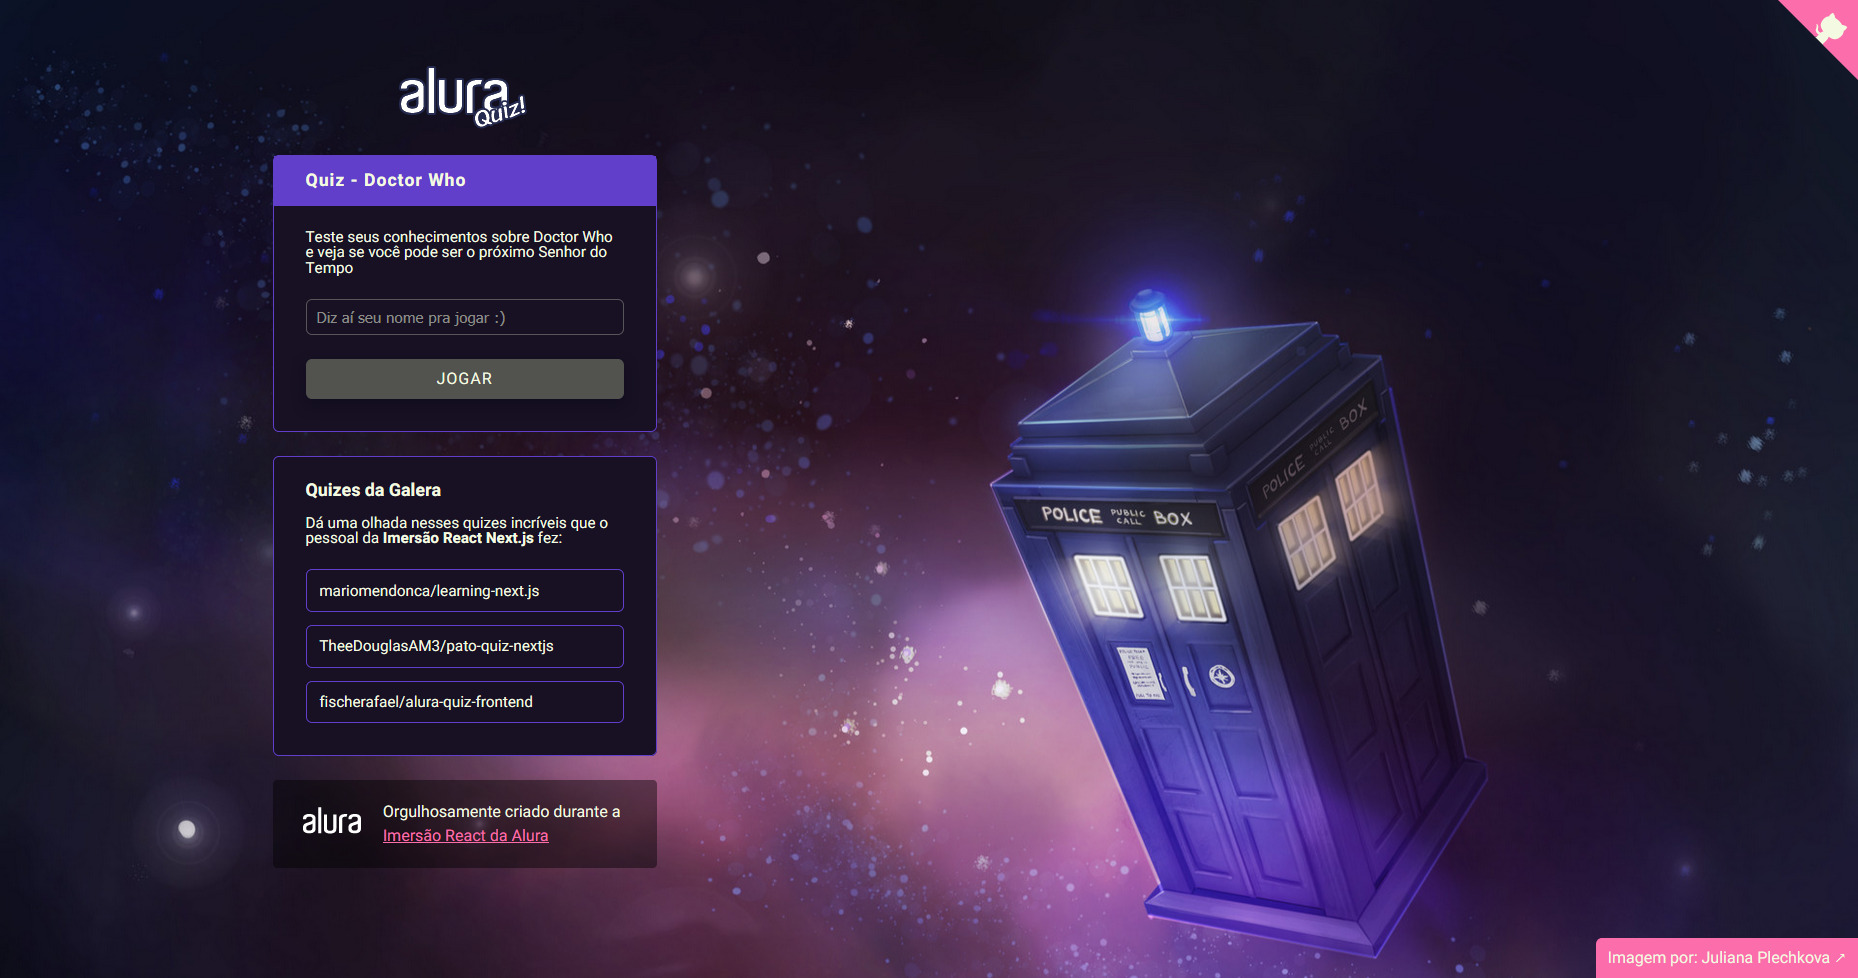 alura
Quiz!
Quiz - Doctor Who
Teste seus conhecimentos sobre Doctor Who
e veja se você pode ser o próximo Senhor do
Tempo
Diz aí seu nome pra jogar :)
JOGAR
Quizes da Galera
Dá uma olhada nesses quizes incríveis que o
pessoal da Imersão React Next.js fez:
mariomendonca/learning-next.js
TheeDouglasAM3/pato-quiz-nextjs
fischerafael/alura-quiz-frontend
alura
Orgulhosamente criado durante a
Imersão React da Alura
POLICE PUBLIC CALL BOX
POLICE PUBLIC CALL BOX
Imagem por: Juliana Plechkova ↗